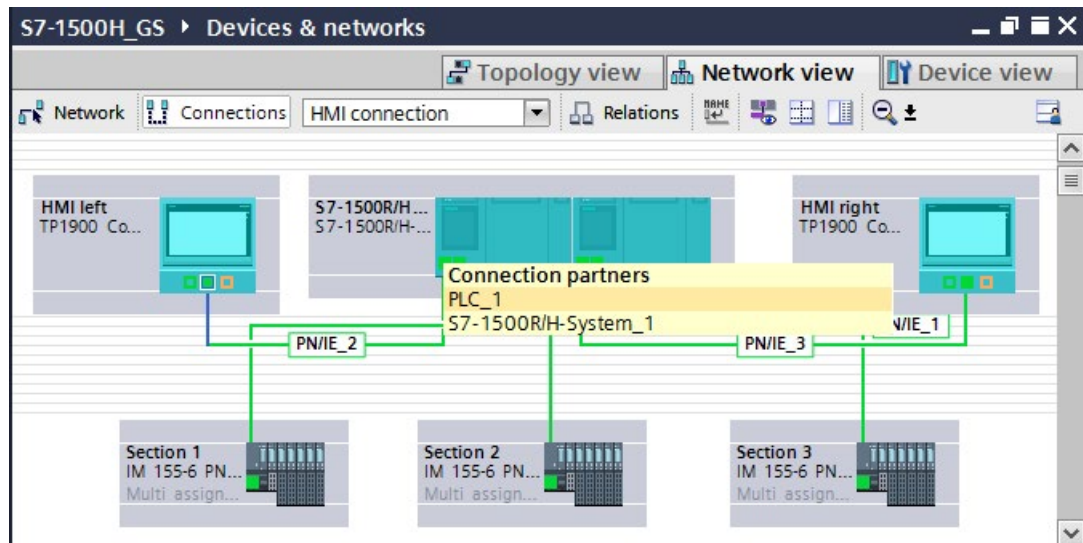 S7-1500H_GS ▸ Devices & networks
Topology view Network view Device view
Network Connections HMI connection Relations NAME
HMI left
TP1900 Co...
S7-1500R/H...
S7-1500R/H-...
HMI right
TP1900 Co...
Connection partners
PLC_1
S7-1500R/H-System_1
N/IE_1
PN/IE_2
PN/IE_3
Section 1
IM 155-6 PN...
Multi assign...
Section 2
IM 155-6 PN...
Multi assign...
Section 3
IM 155-6 PN...
Multi assign...